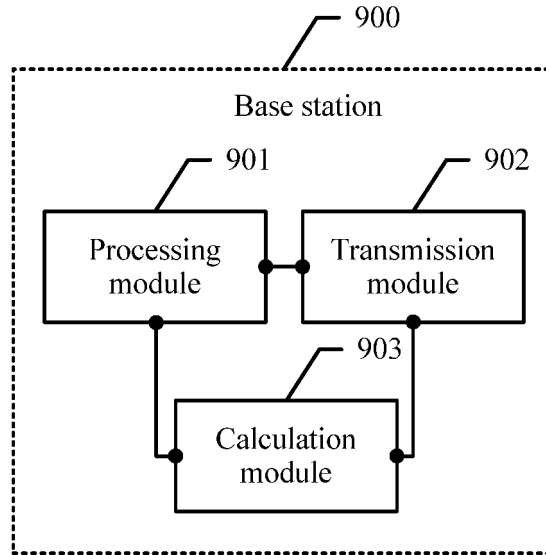 900
Base station
901
902
Processing
module
Transmission
module
903
Calculation
module